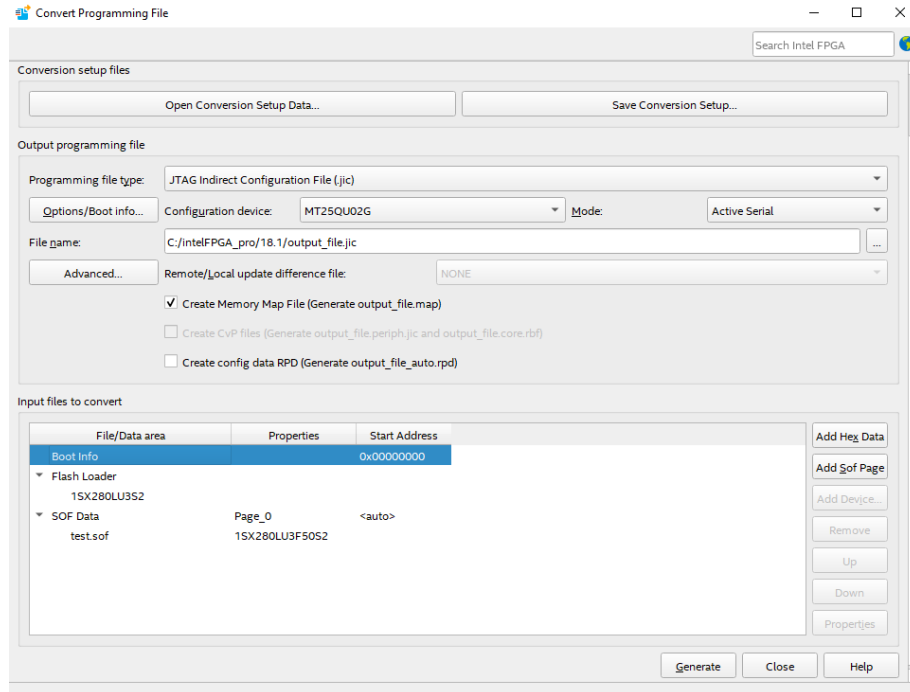 Convert Programming File
Search Intel FPGA
Conversion setup files
Open Conversion Setup Data...
Save Conversion Setup...
Output programming file
Programming file type:
JTAG Indirect Configuration File (.jic)
Options/Boot info...
Configuration device:
MT25QU02G
Mode:
Active Serial
File name:
C:/intelFPGA_pro/18.1/output_file.jic
...
Advanced...
Remote/Local update difference file:
NONE
Create Memory Map File (Generate output_file.map)
Create CvP files (Generate output_file.periph.jic and output_file.core.rbf)
Create config data RPD (Generate output_file_auto.rpd)
Input files to convert
File/Data area Properties Start Address
Add Hex Data
Boot Info 0x00000000
Add Sof Page
Flash Loader
1SX280LU3S2
Add Device...
SOF Data Page_0 <auto>
Remove
test.sof 1SX280LU3F50S2
Up
Down
Properties
Generate
Close
Help